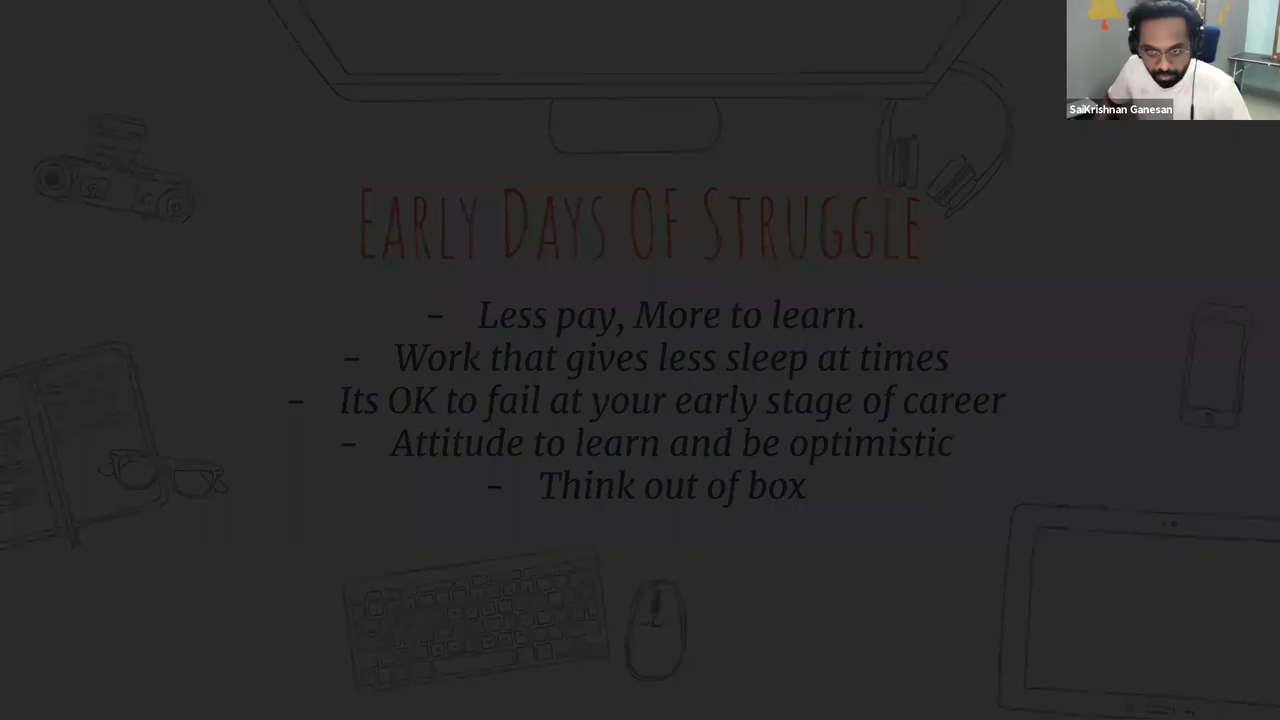 SaiKrishnan Ganesan
EARLY DAYS OF STRUGGLE
- Less pay, More to learn.
- Work that gives less sleep at times
- Its OK to fail at your early stage of career
- Attitude to learn and be optimistic
- Think out of box